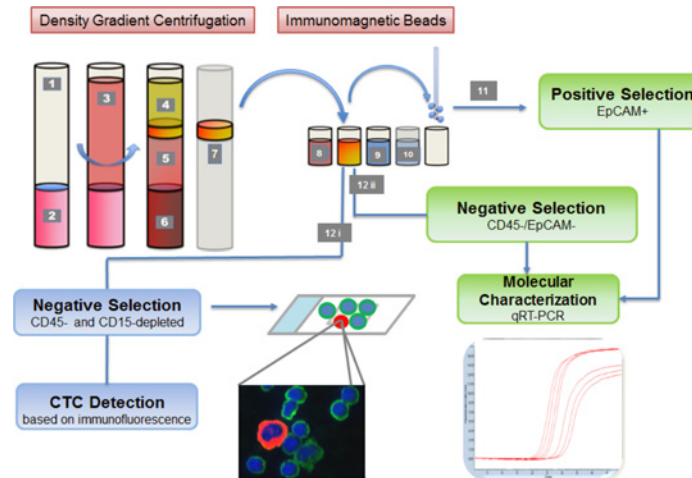 Density Gradient Centrifugation
Immunomagnetic Beads
1
2
3
4
5
6
7
8
9
10
11
Positive Selection
EpCAM+
12 i
12 ii
Negative Selection
CD45-/EpCAM-
Molecular
Characterization
qRT-PCR
Negative Selection
CD45- and CD15-depleted
CTC Detection
based on immunofluorescence